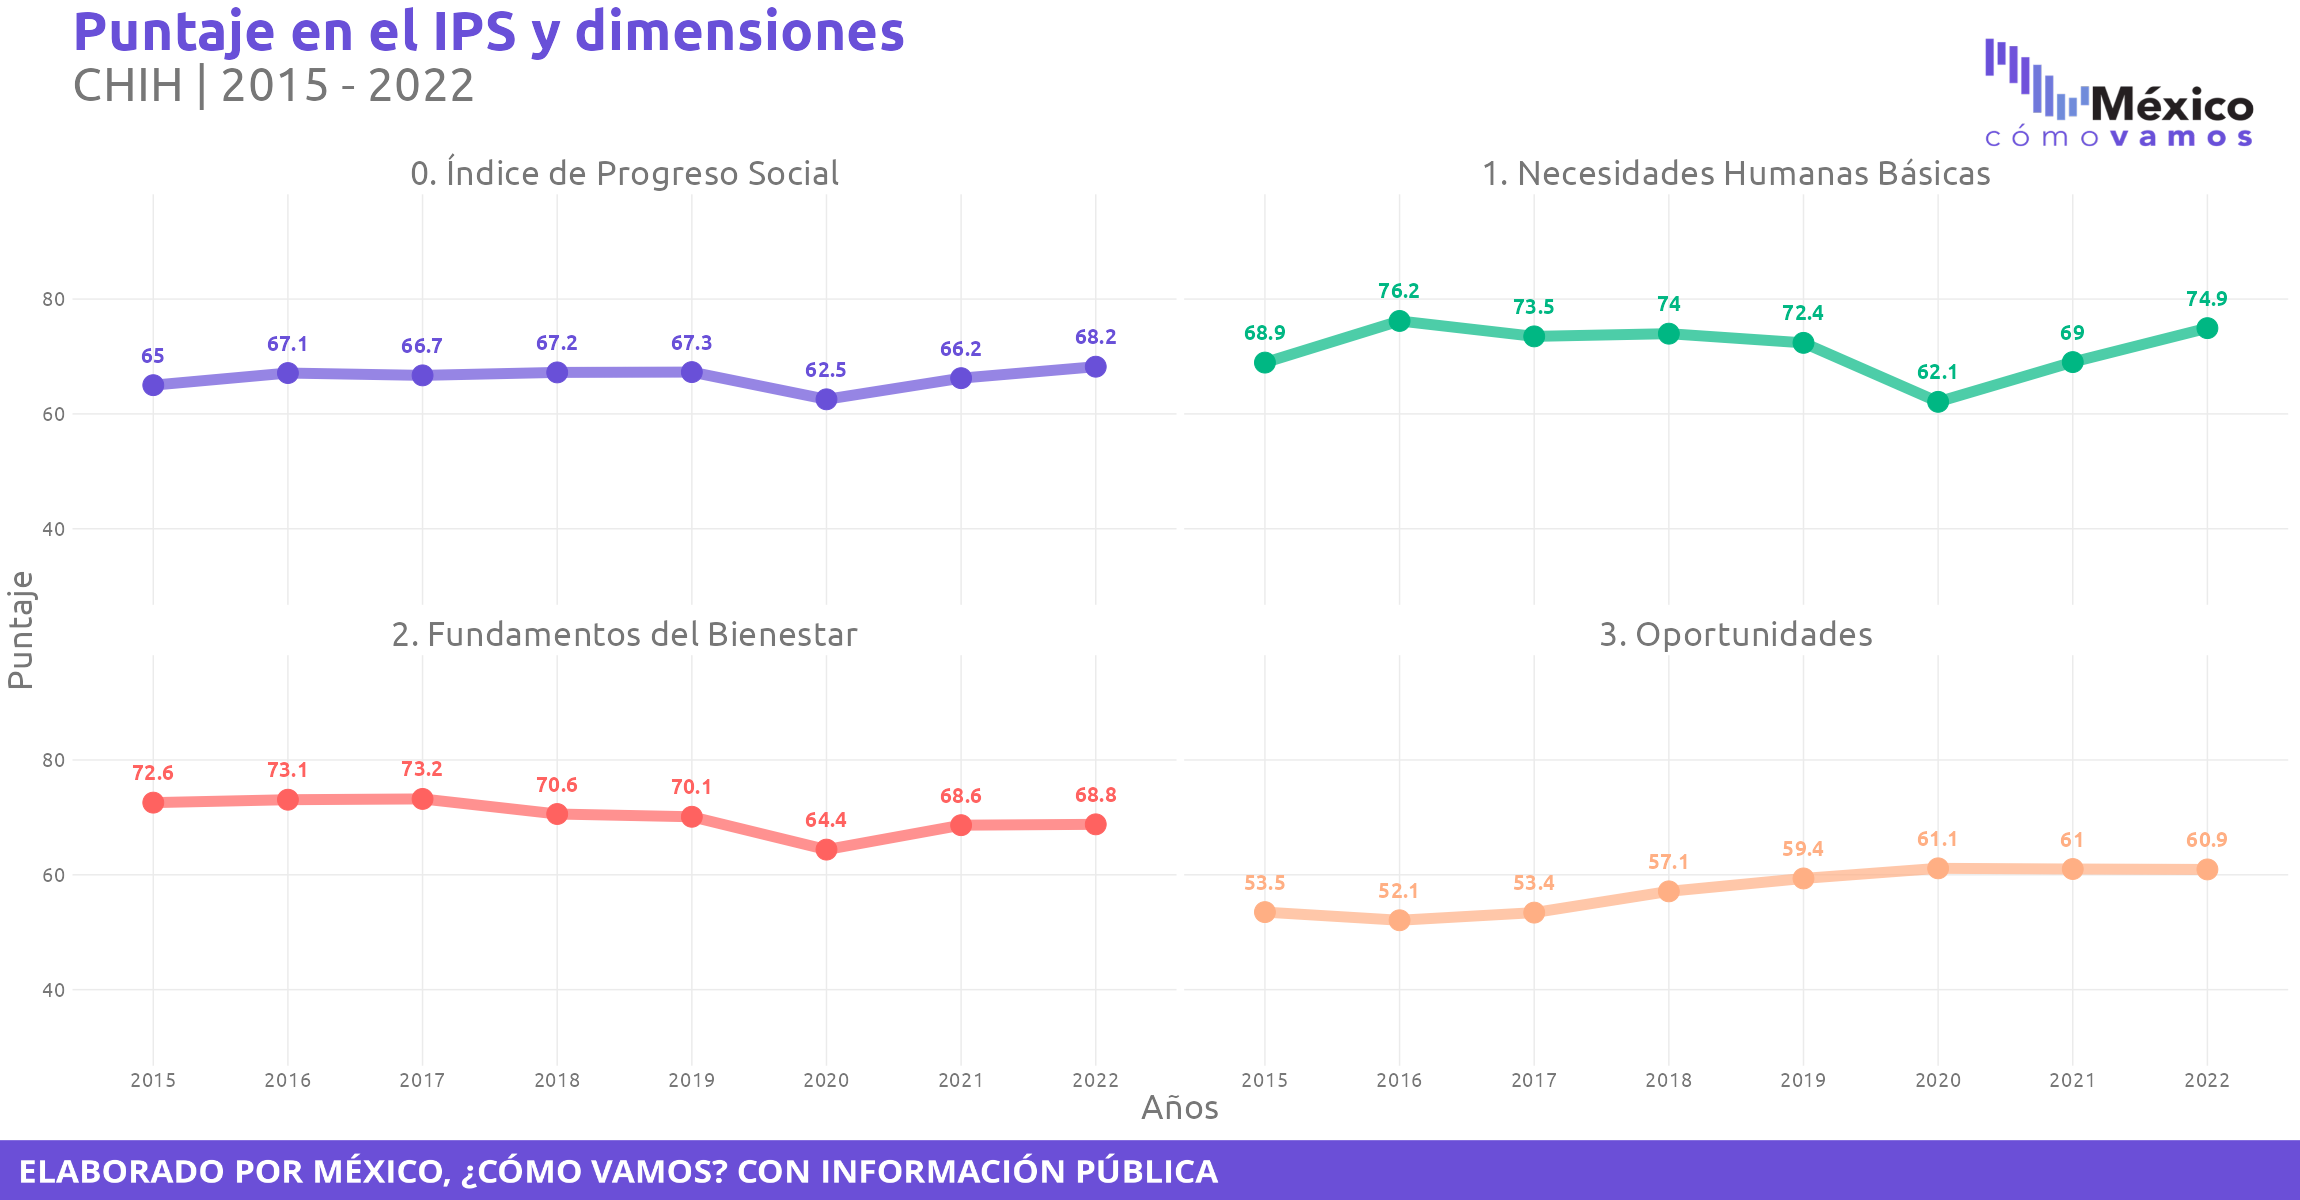 Puntaje en el IPS y dimensiones
CHIH | 2015 - 2022
México
cómovamos
0. Índice de Progreso Social
1. Necesidades Humanas Básicas
80
60
40
65
67.1
66.7
67.2
67.3
62.5
66.2
68.2
68.9
76.2
73.5
74
72.4
62.1
69
74.9
Puntaje
2. Fundamentos del Bienestar
3. Oportunidades
80
60
40
72.6
73.1
73.2
70.6
70.1
64.4
68.6
68.8
53.5
52.1
53.4
57.1
59.4
61.1
61
60.9
2015 2016 2017 2018 2019 2020 2021 2022
2015 2016 2017 2018 2019 2020 2021 2022
Años
ELABORADO POR MÉXICO, ¿CÓMO VAMOS? CON INFORMACIÓN PÚBLICA